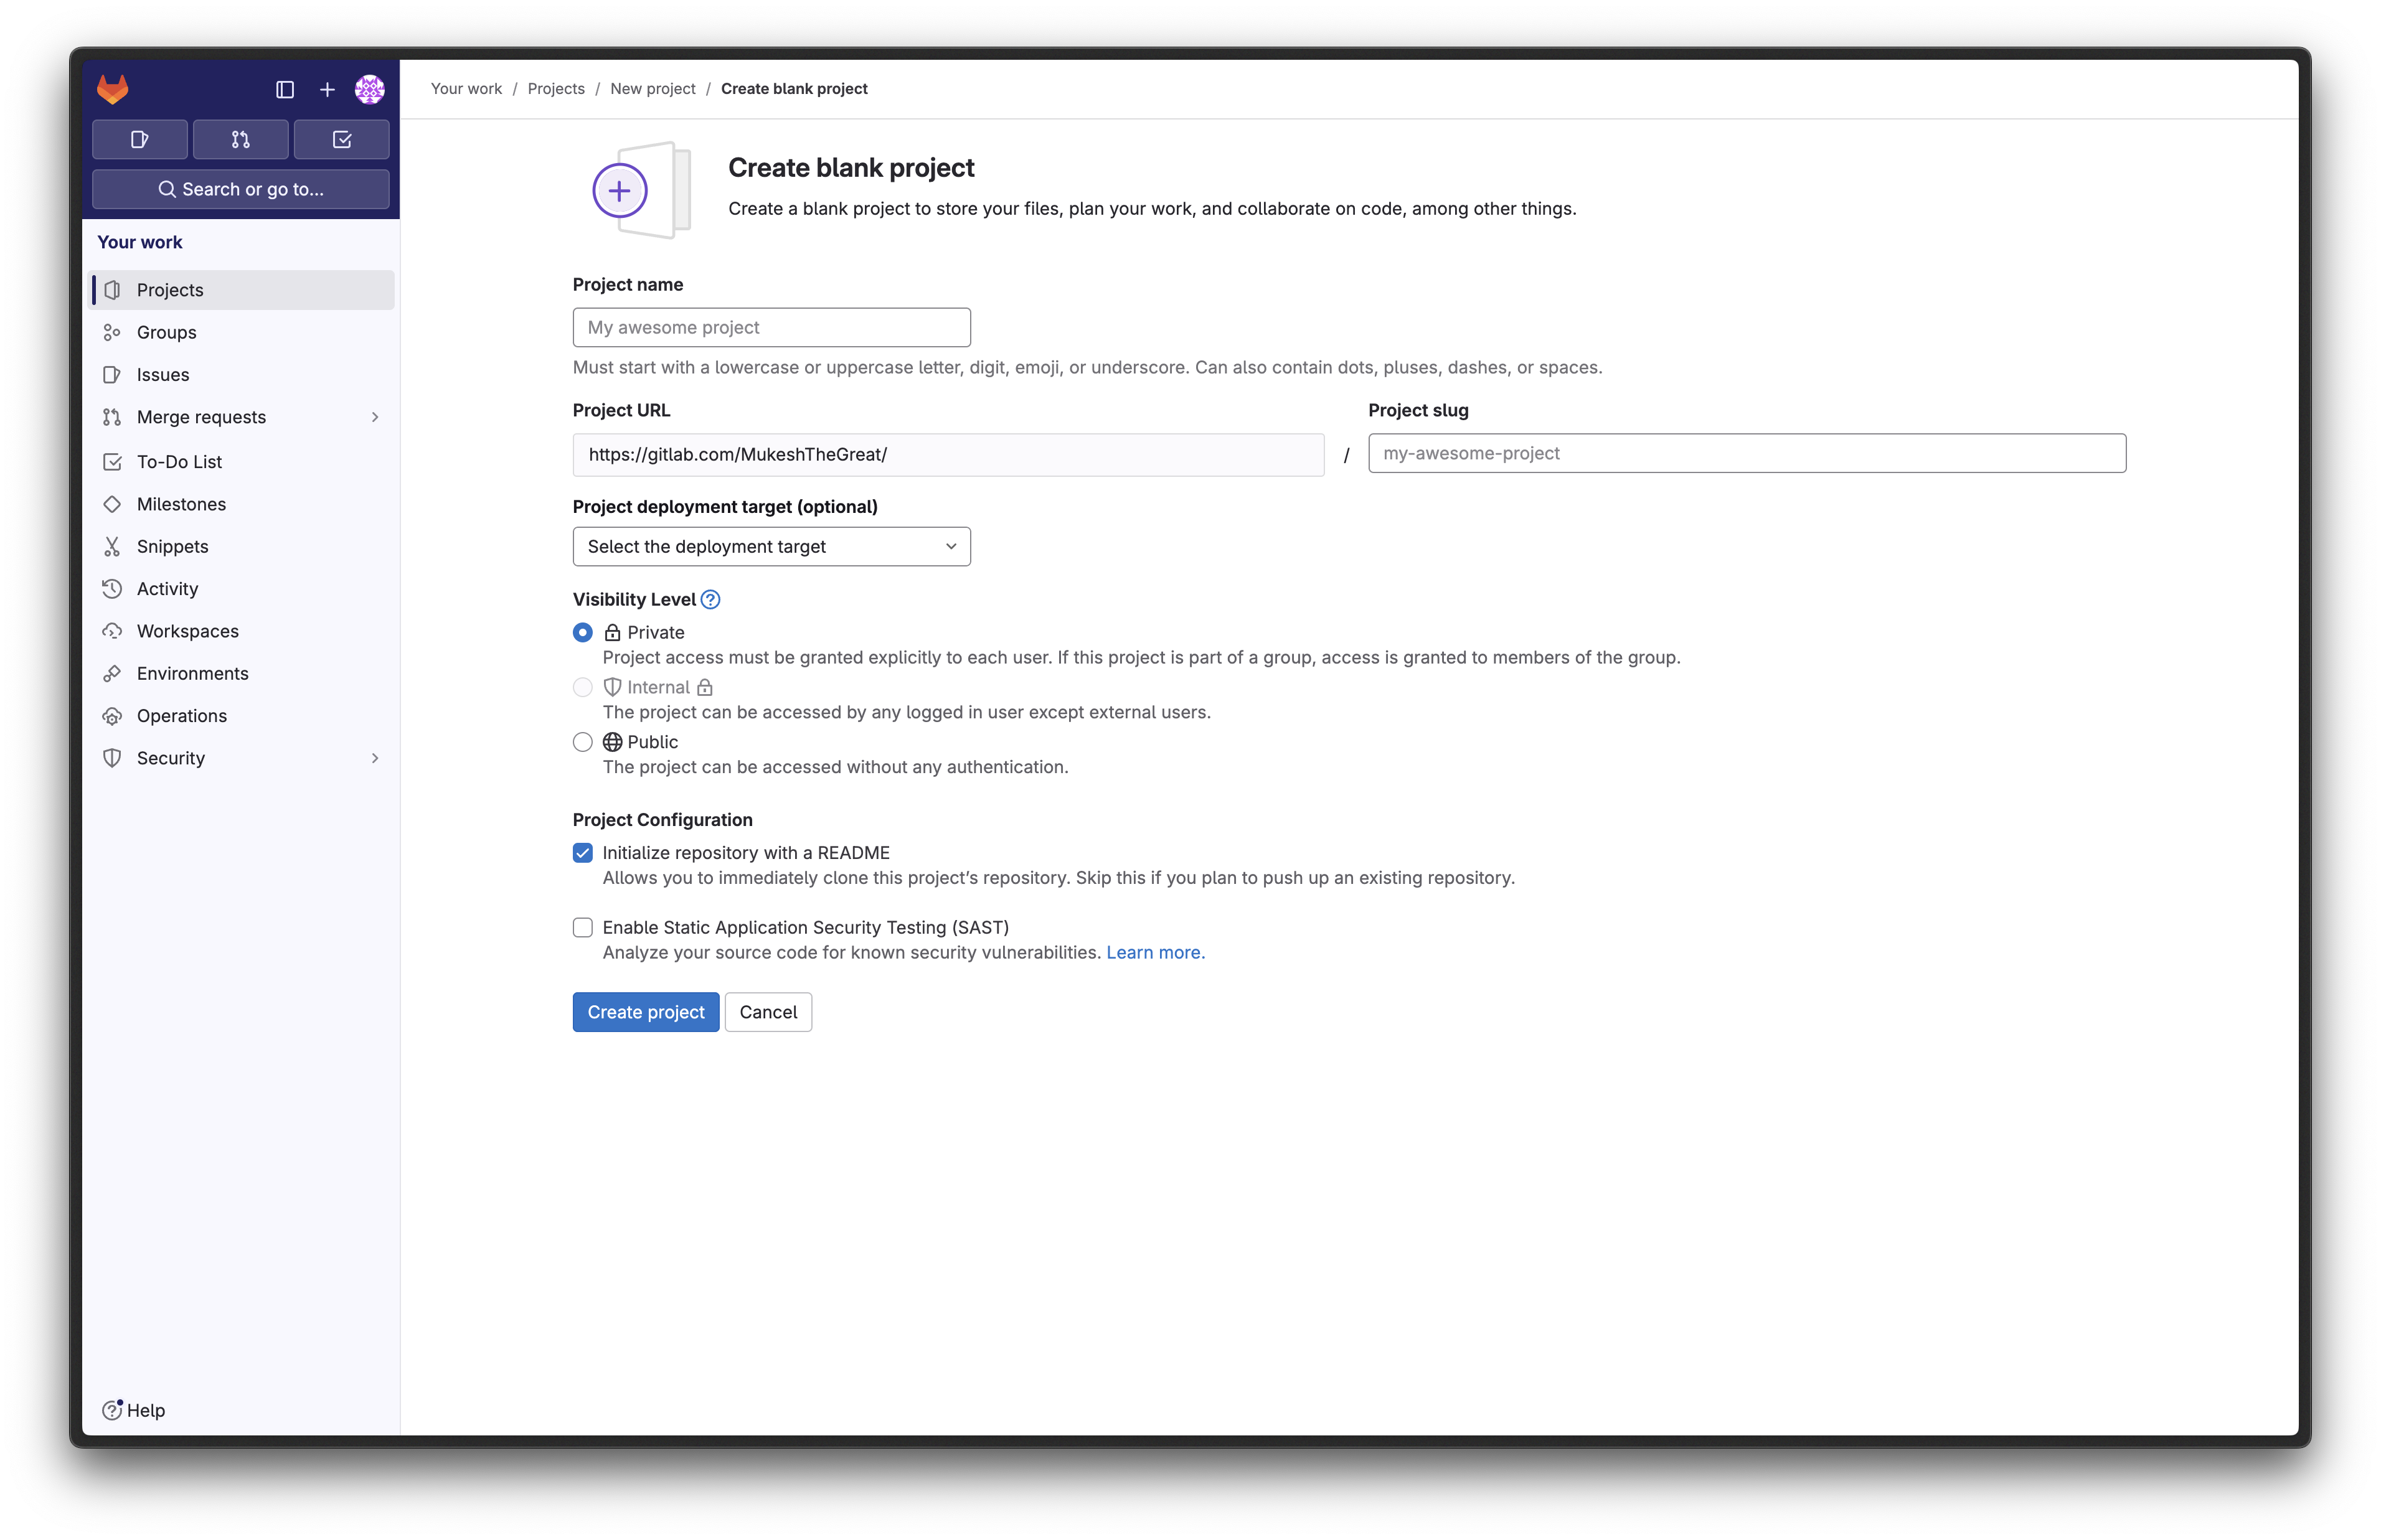 Search or go to...
Your work
Projects
Groups
Issues
Merge requests
To-Do List
Milestones
Snippets
Activity
Workspaces
Environments
Operations
Security
Help
Your work / Projects / New project / Create blank project
Create blank project
Create a blank project to store your files, plan your work, and collaborate on code, among other things.
Project name
My awesome project
Must start with a lowercase or uppercase letter, digit, emoji, or underscore. Can also contain dots, pluses, dashes, or spaces.
Project URL
https://gitlab.com/MukeshTheGreat/
/
Project slug
my-awesome-project
Project deployment target (optional)
Select the deployment target
Visibility Level
Private
Project access must be granted explicitly to each user. If this project is part of a group, access is granted to members of the group.
Internal
The project can be accessed by any logged in user except external users.
Public
The project can be accessed without any authentication.
Project Configuration
Initialize repository with a README
Allows you to immediately clone this project’s repository. Skip this if you plan to push up an existing repository.
Enable Static Application Security Testing (SAST)
Analyze your source code for known security vulnerabilities. Learn more.
Create project
Cancel